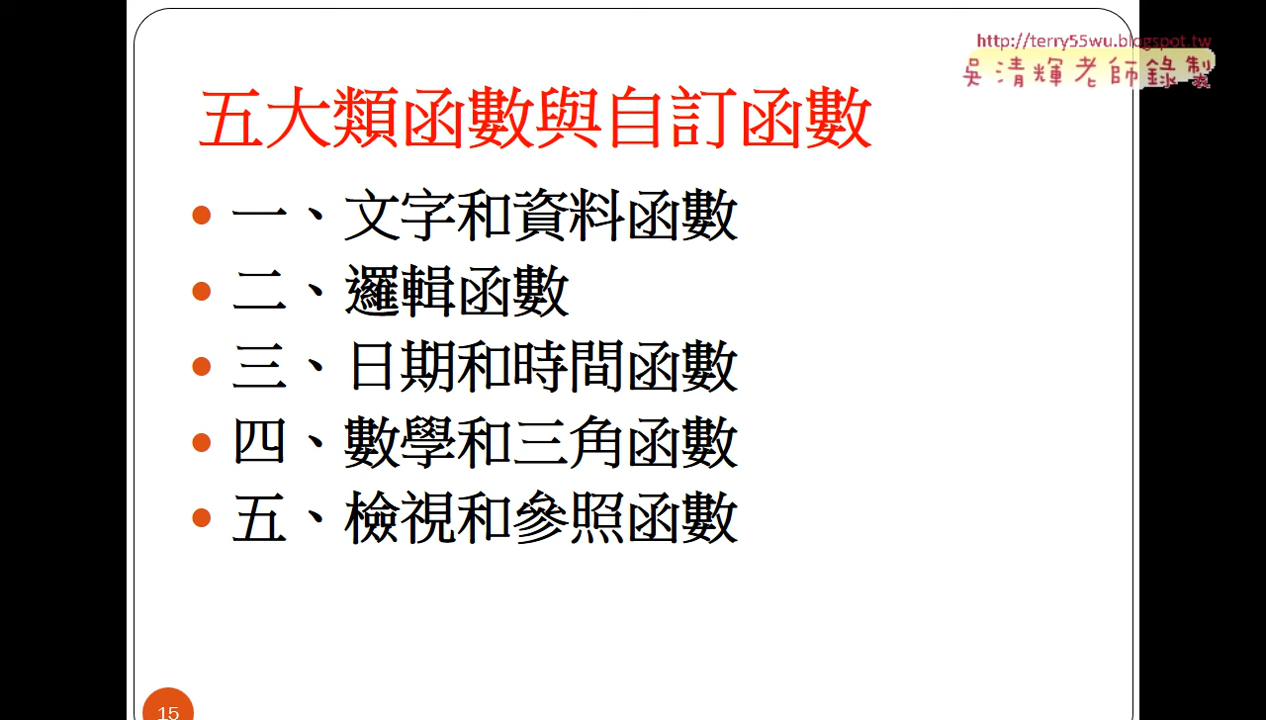 http://terry55wu.blogspot.tw
吳清輝老師錄製
五大類函數與自訂函數
一、文字和資料函數
二、邏輯函數
三、日期和時間函數
四、數學和三角函數
五、檢視和參照函數
15